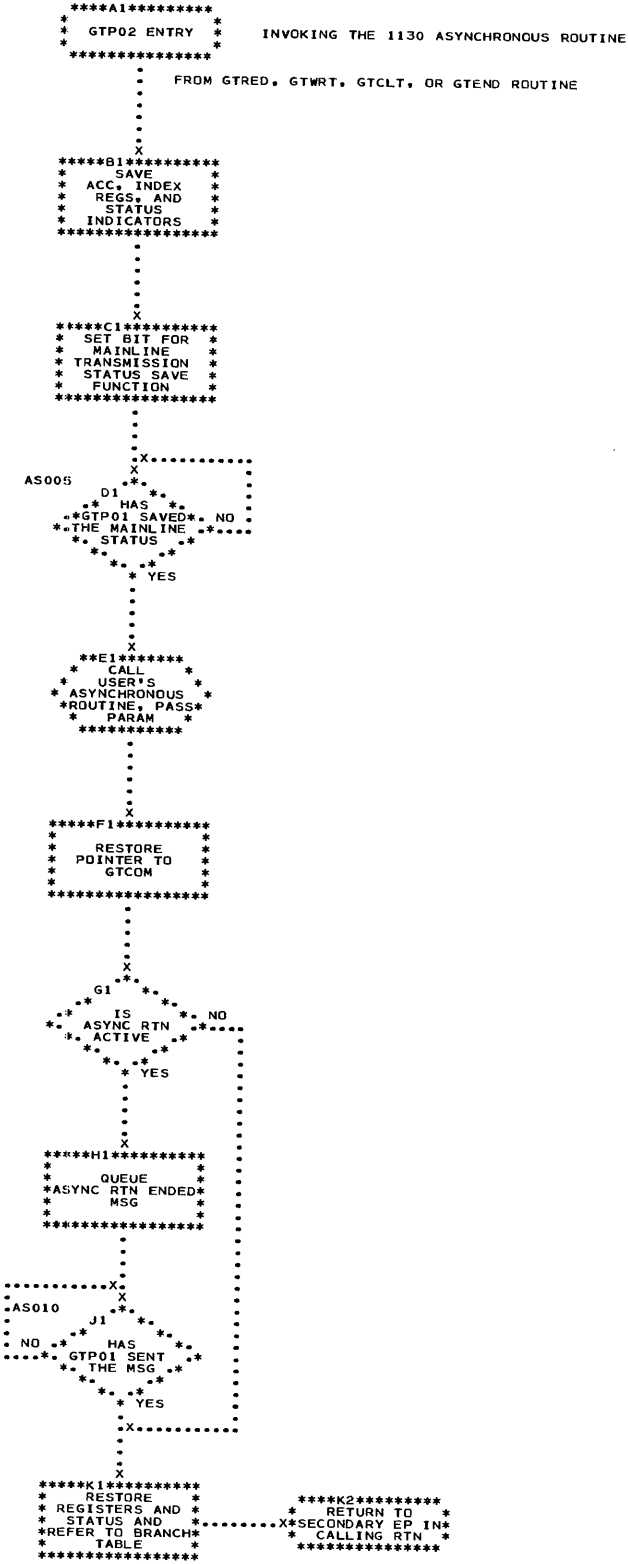 ****A1*********
GTP02 ENTRY
INVOKING THE 1130 ASYNCHRONOUS ROUTINE
FROM GTRED, GTWRT, GTCLT, OR GTEND ROUTINE
X
*****B1**********
SAVE
ACC, INDEX
REGS, AND
STATUS
INDICATORS
X
*****C1**********
SET BIT FOR
MAINLINE
TRANSMISSION
STATUS SAVE
FUNCTION
X
X
AS005
D1
HAS
GTP01 SAVED
NO
THE MAINLINE
STATUS
YES
X
**E1*******
CALL
USER'S
ASYNCHRONOUS
ROUTINE, PASS
PARAM
X
*****F1**********
RESTORE
POINTER TO
GTCOM
X
G1
IS
NO
ASYNC RTN
ACTIVE
YES
X
*****H1**********
QUEUE
ASYNC RTN ENDED
MSG
X
X
AS010
J1
NO
HAS
GTP01 SENT
THE MSG
YES
X
X
*****K1**********
RESTORE
REGISTERS AND
STATUS AND
REFER TO BRANCH
TABLE
X
****K2*********
RETURN TO
SECONDARY EP IN
CALLING RTN